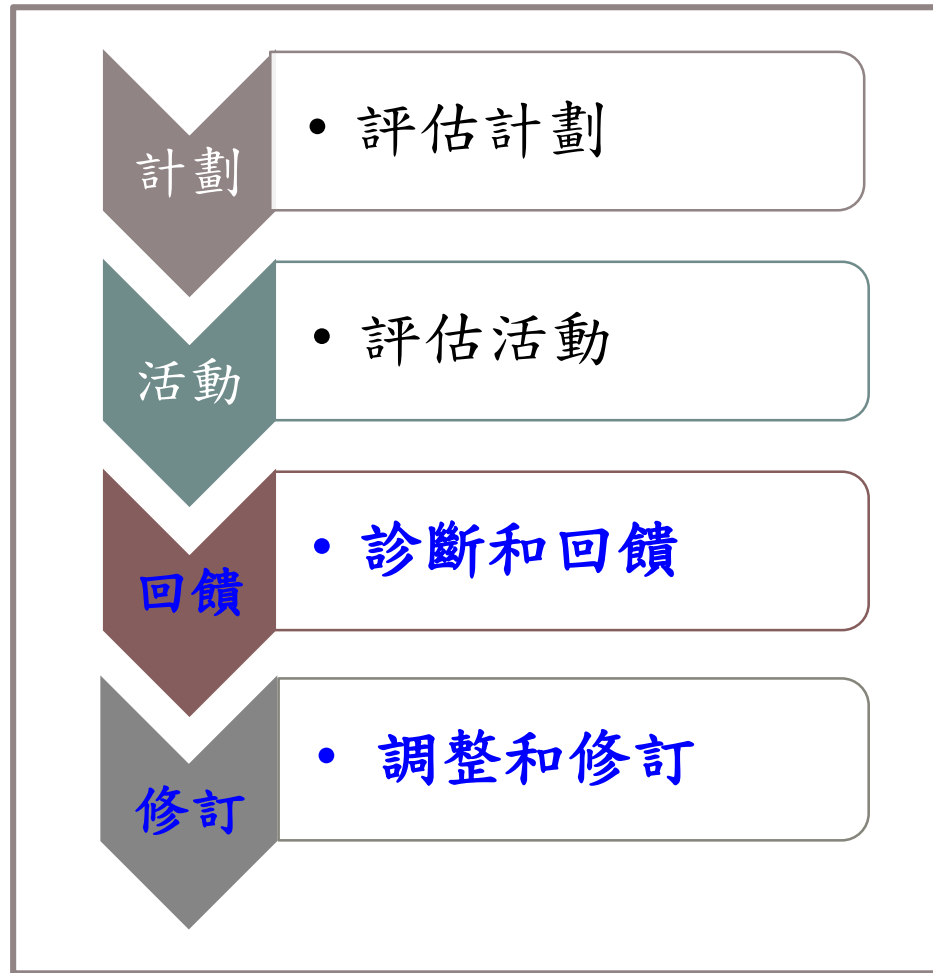 計劃
• 評估計劃
活動
• 評估活動
回饋
• 診斷和回饋
修訂
• 調整和修訂